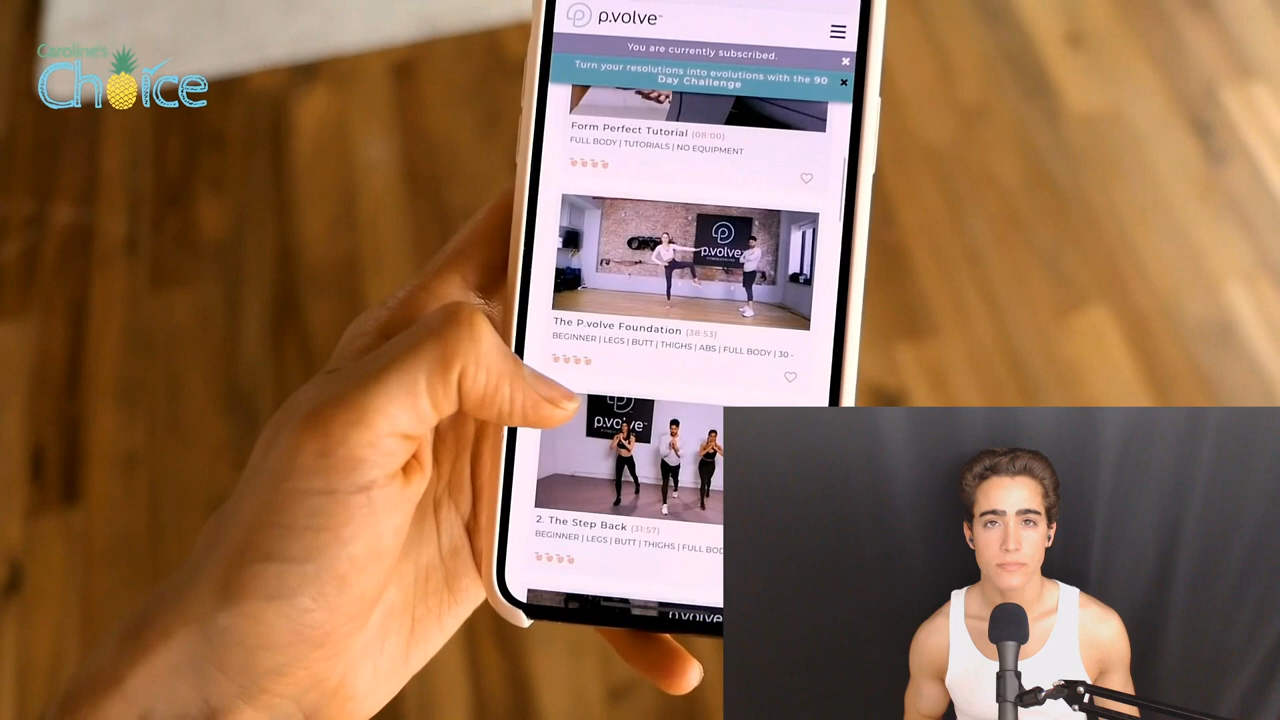 Caroline's
Choice
p.volve™
You are currently subscribed.
Turn your resolutions into evolutions with the 90
Day Challenge
Form Perfect Tutorial (08:00)
FULL BODY | TUTORIALS | NO EQUIPMENT
p.volve
The P.volve Foundation (38:53)
BEGINNER | LEGS | BUTT | THIGHS | ABS | FULL BODY | 30 -
p.volve™
2. The Step Back (31:57)
BEGINNER | LEGS | BUTT | THIGHS | FULL BOD
p.volve